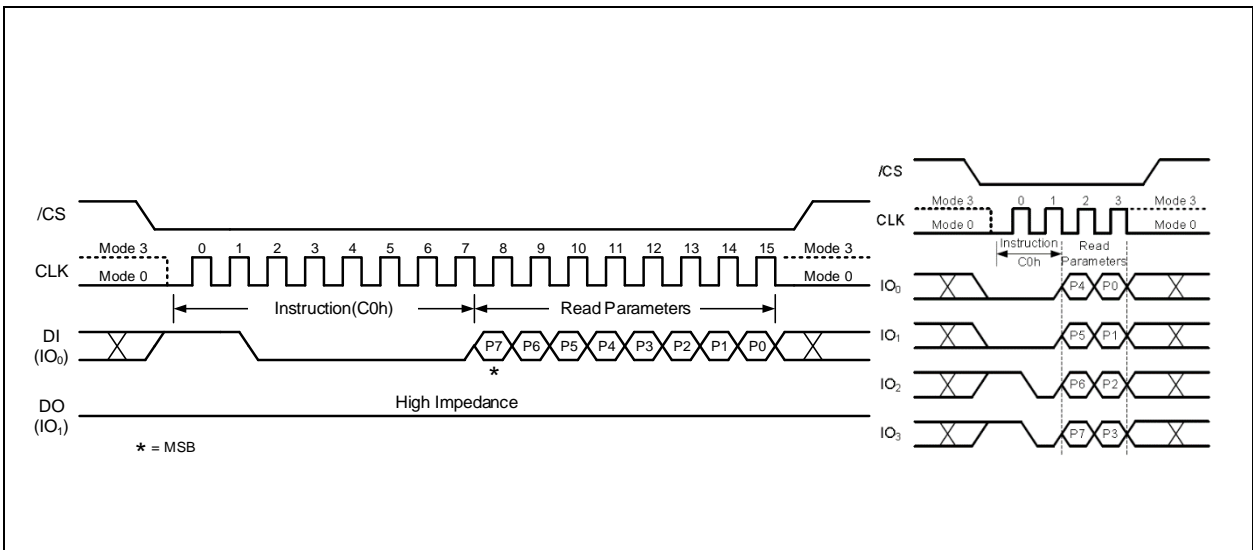 /CS
Mode 3 0 1 2 3 4 5 6 7 8 9 10 11 12 13 14 15 Mode 3
CLK
Mode 0 Mode 0
Instruction(C0h) Read Parameters
DI
(IO0)
P7 P6 P5 P4 P3 P2 P1 P0
*
DO
(IO1)
High Impedance
* = MSB
/CS
Mode 3 0 1 2 3 Mode 3
CLK
Mode 0 Mode 0
Instruction Read
C0h Parameters
IO0 P4 P0
IO1 P5 P1
IO2 P6 P2
IO3 P7 P3